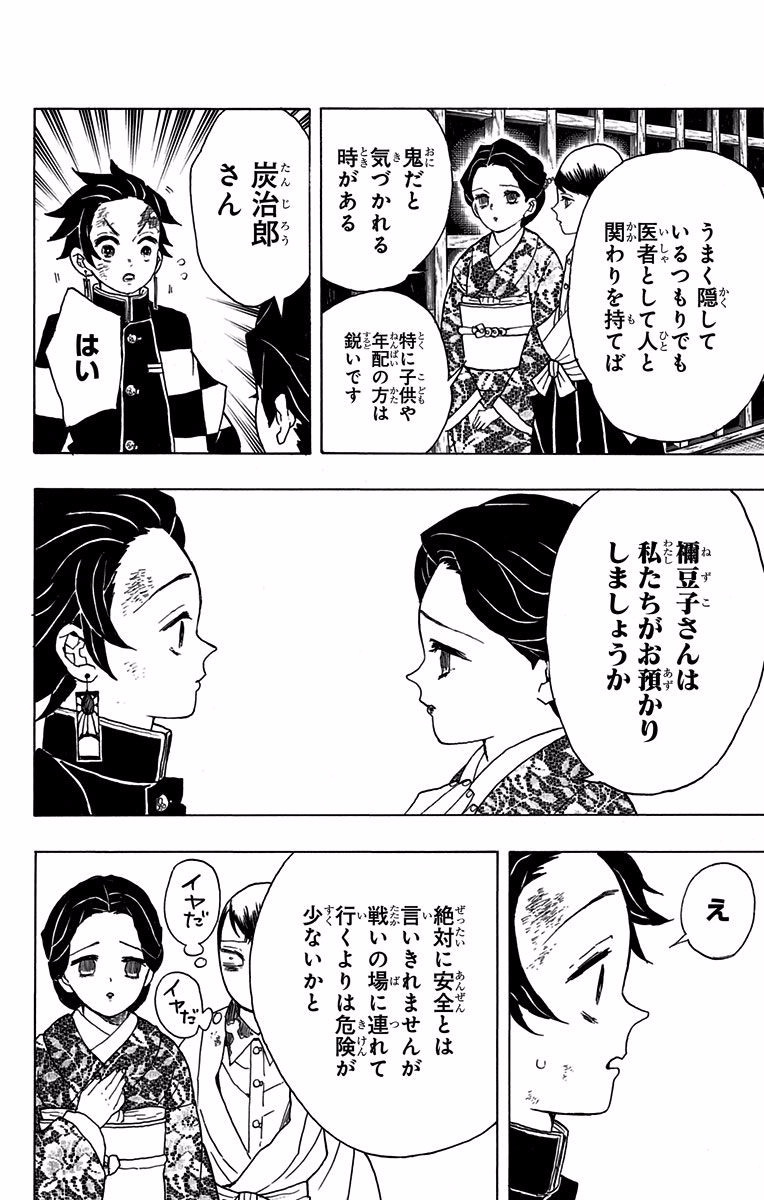 うまく隠して
いるつもりでも
医者として人と
関わりを持てば
鬼だと
気づかれる
時がある
特に子供や
年配の方は
鋭いです
炭治郎
さん
はい
禰豆子さんは
私たちがお預かり
しましょうか
え
絶対に安全とは
言いきれませんが
戦いの場に連れて
行くよりは危険が
少ないかと
イヤだ
イヤだ